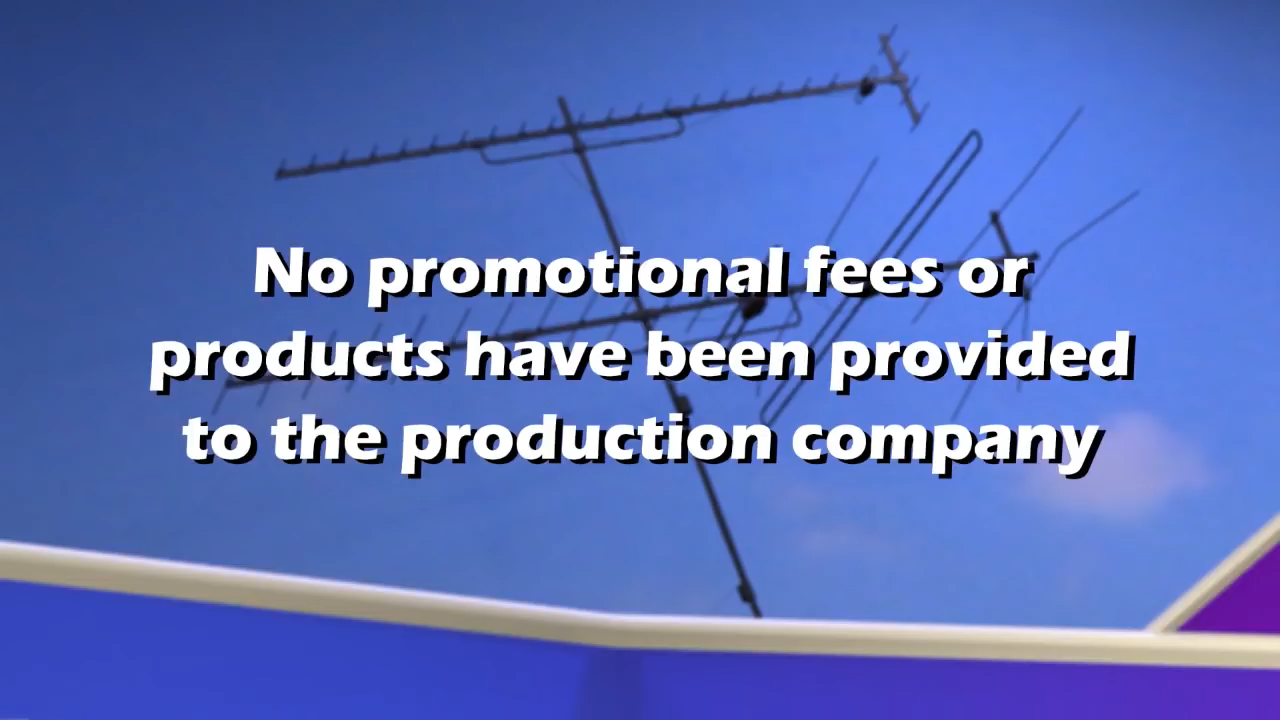 No promotional fees or
products have been provided
to the production company